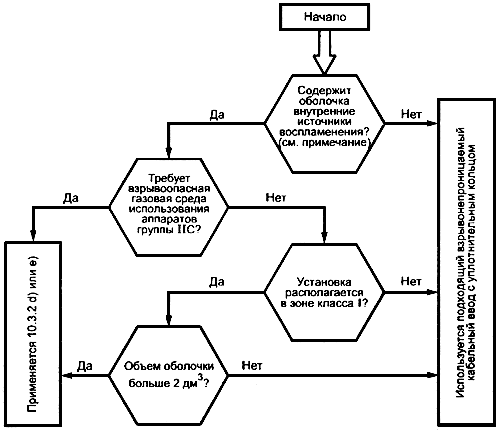 Начало
Содержит
оболочка
внутренние
источники
воспламенения?
(см. примечание)
Да
Нет
Требует
взрывоопасная
газовая среда
использования
аппаратов
группы IIC?
Да
Нет
Установка
располагается
в зоне класса I?
Да
Нет
Объем оболочки
больше 2 дм³?
Да
Нет
Применяется 10.3.2 d) или e)
Используется подходящий взрывонепроницаемый
кабельный ввод с уплотнительным кольцом